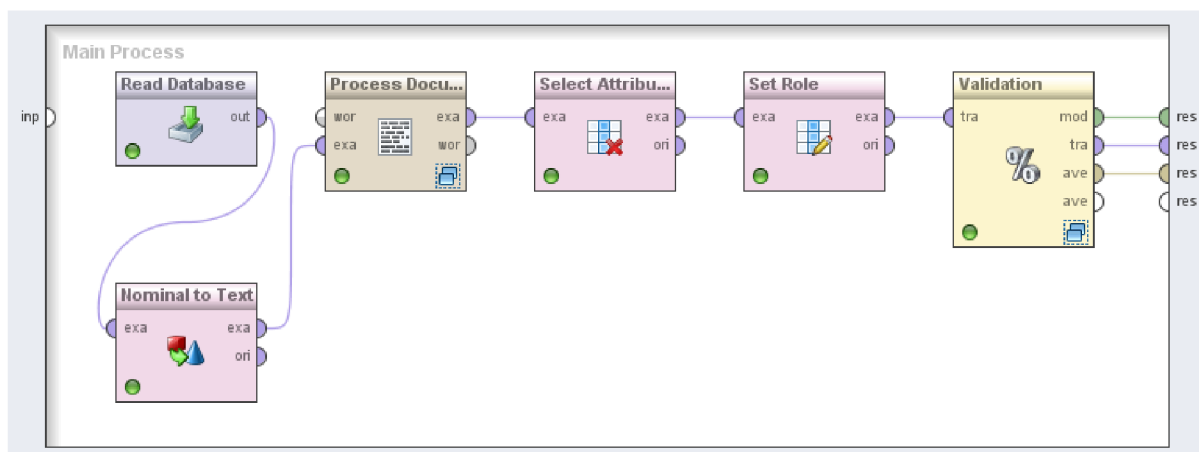 Main Process
Read Database
out
Process Docu...
wor
exa
exa
wor
Select Attribu...
exa
exa
ori
Set Role
exa
exa
ori
Validation
tra
mod
tra
ave
ave
inp
res
res
res
res
%
Nominal to Text
exa
exa
ori